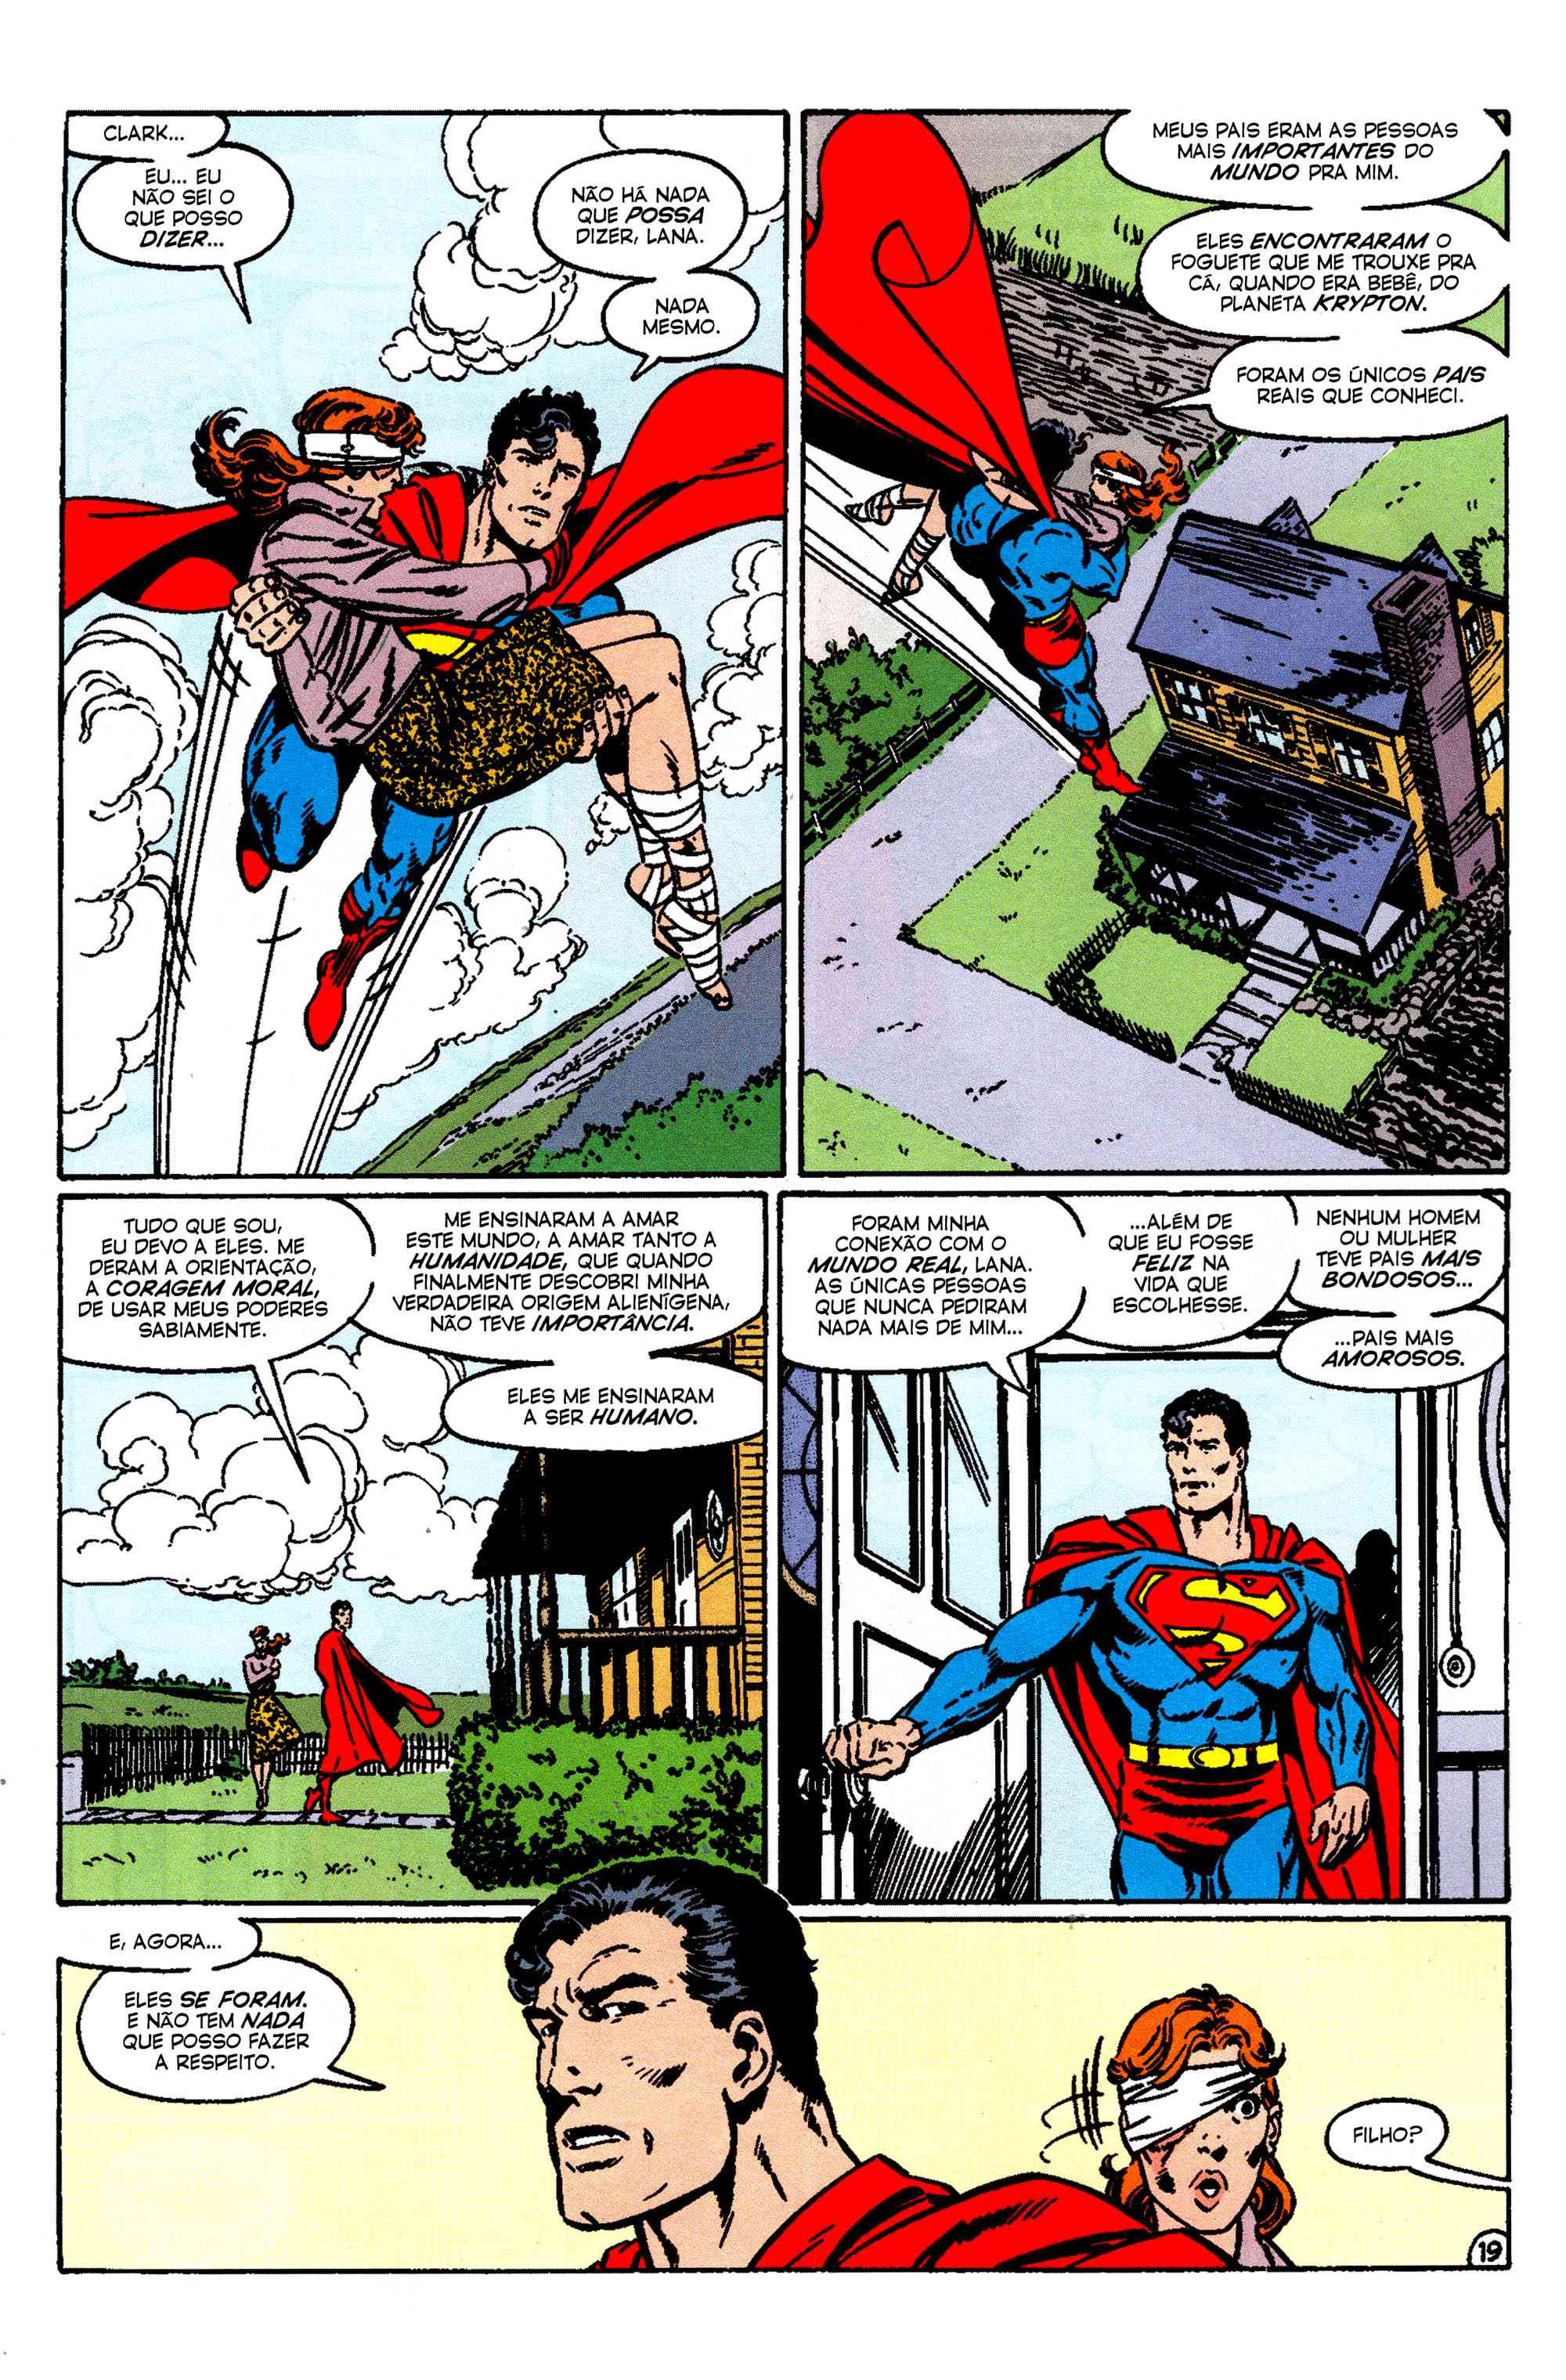 CLARK...
EU... EU
NÃO SEI O
QUE POSSO
DIZER...
NÃO HÁ NADA
QUE POSSA
DIZER, LANA.
NADA
MESMO.
MEUS PAIS ERAM AS PESSOAS
MAIS IMPORTANTES DO
MUNDO PRA MIM.
ELES ENCONTRARAM O
FOGUETE QUE ME TROUXE PRA
CÁ, QUANDO ERA BEBÊ, DO
PLANETA KRYPTON.
FORAM OS ÚNICOS PAIS
REAIS QUE CONHECI.
TUDO QUE SOU,
EU DEVO A ELES. ME
DERAM A ORIENTAÇÃO,
A CORAGEM MORAL,
DE USAR MEUS PODERES
SABIAMENTE.
ME ENSINARAM A AMAR
ESTE MUNDO, A AMAR TANTO A
HUMANIDADE, QUE QUANDO
FINALMENTE DESCOBRI MINHA
VERDADEIRA ORIGEM ALIENÍGENA,
NÃO TEVE IMPORTÂNCIA.
ELES ME ENSINARAM
A SER HUMANO.
FORAM MINHA
CONEXÃO COM O
MUNDO REAL, LANA.
AS ÚNICAS PESSOAS
QUE NUNCA PEDIRAM
NADA MAIS DE MIM...
...ALÉM DE
QUE EU FOSSE
FELIZ NA
VIDA QUE
ESCOLHESSE.
NENHUM HOMEM
OU MULHER
TEVE PAIS MAIS
BONDOSOS...
...PAIS MAIS
AMOROSOS.
E, AGORA...
ELES SE FORAM.
E NÃO TEM NADA
QUE POSSO FAZER
A RESPEITO.
FILHO?
19